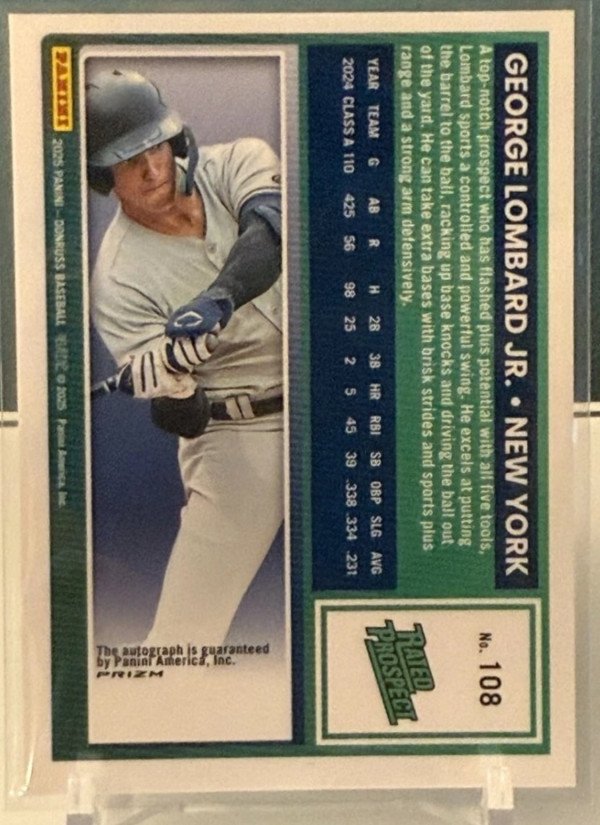 GEORGE LOMBARD JR. • NEW YORK
A top-notch prospect who has flashed plus potential with all five tools,
Lombard sports a controlled and powerful swing. He excels at putting
the barrel to the ball, racking up base knocks and driving the ball out
of the yard. He can take extra bases with brisk strides and sports plus
range and a strong arm defensively.
YEAR TEAM G AB R H 2B 3B HR RBI SB OBP SLG AVG
2024 CLASS A 110 425 56 98 25 2 5 45 39 .338 .334 .231
No. 108
RATED
PROSPECT
The autograph is guaranteed
by Panini America, Inc.
PRIZM
PANINI
2025 PANINI – DONRUSS BASEBALL © 2025 Panini America, Inc.